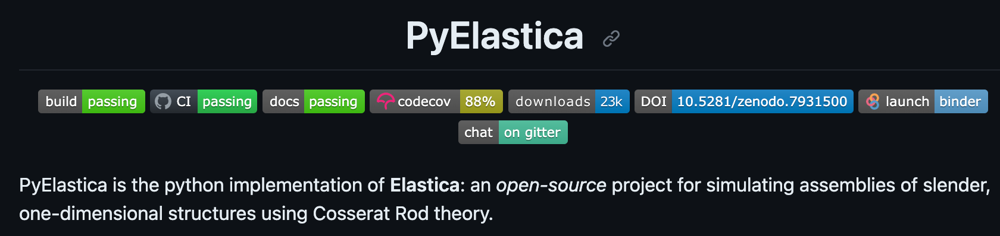 PyElastica
build passing CI passing docs passing codecov 88% downloads 23k DOI 10.5281/zenodo.7931500 launch binder
chat on gitter
PyElastica is the python implementation of Elastica: an open-source project for simulating assemblies of slender,
one-dimensional structures using Cosserat Rod theory.